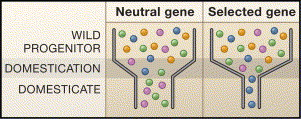 Neutral gene Selected gene
WILD
PROGENITOR
DOMESTICATION
DOMESTICATE